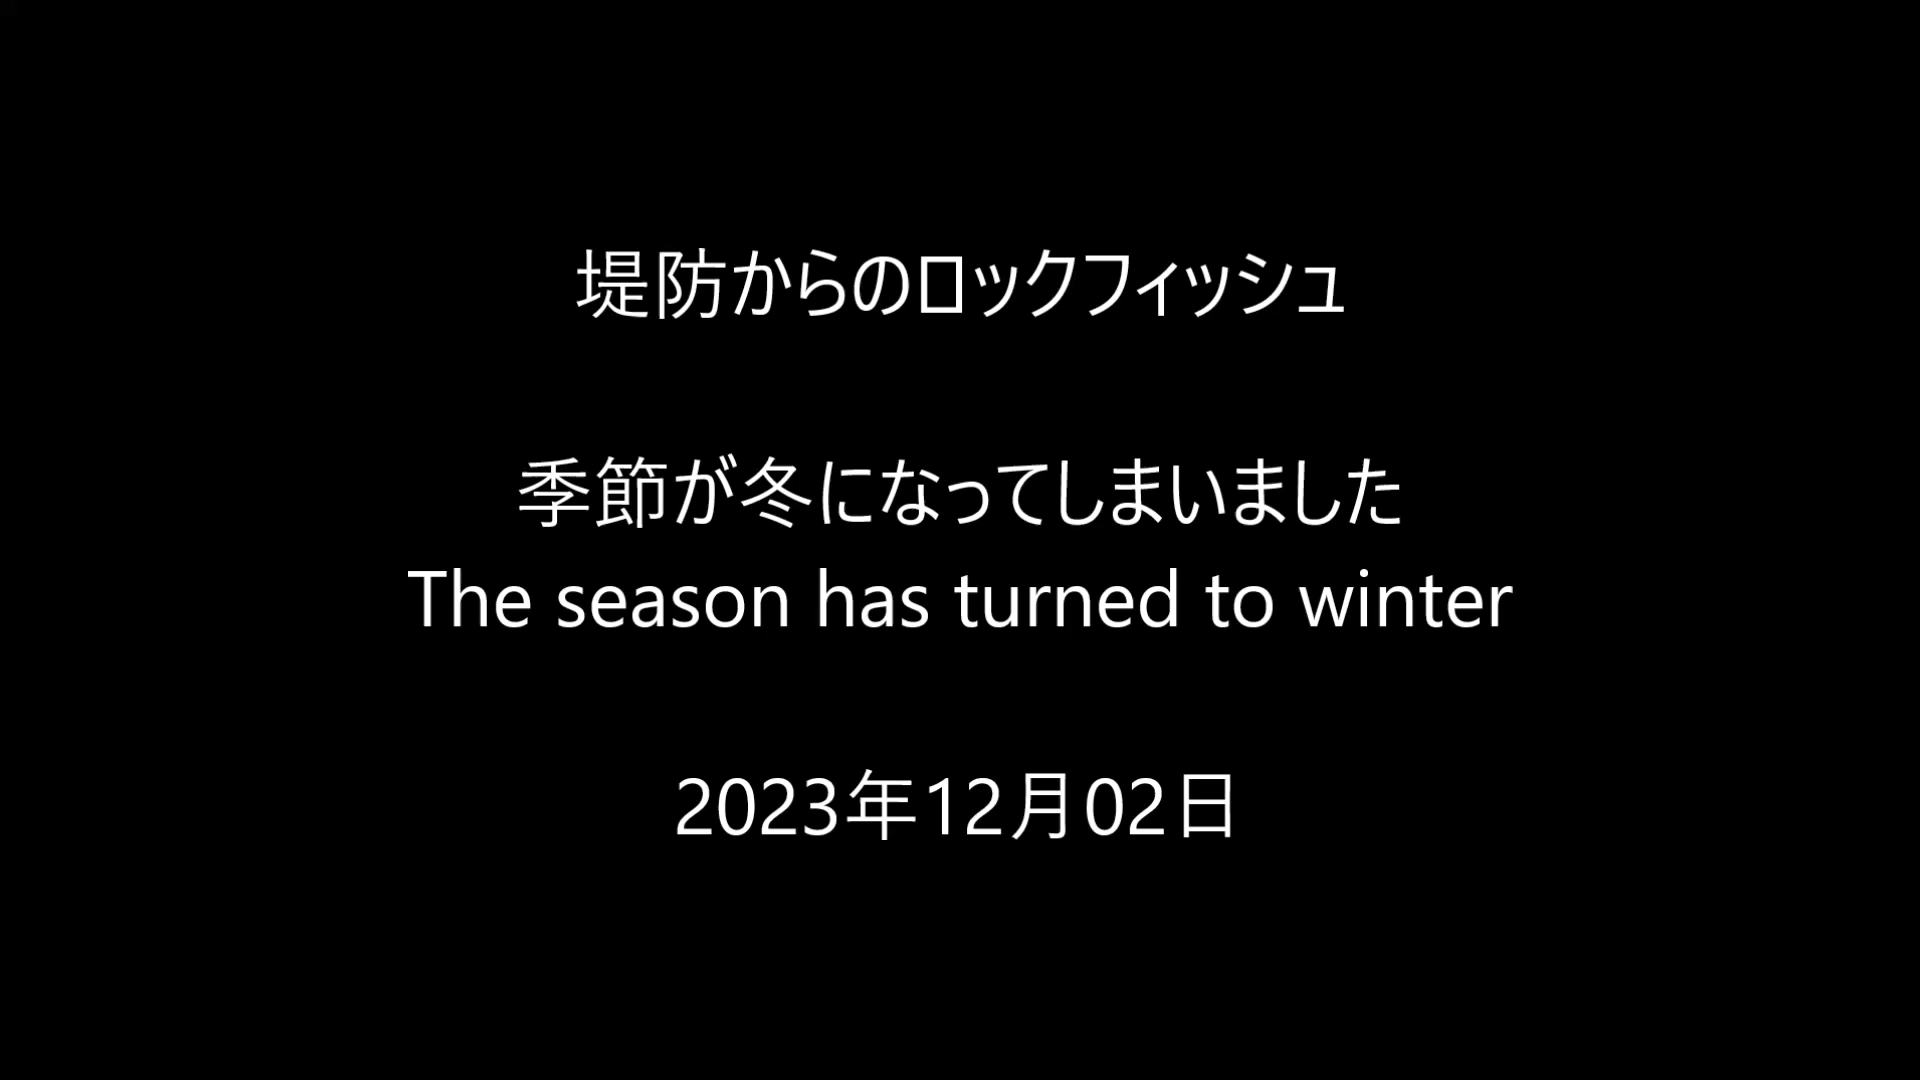 堤防からのロックフィッシュ
季節が冬になってしまいました
The season has turned to winter
2023年12月02日